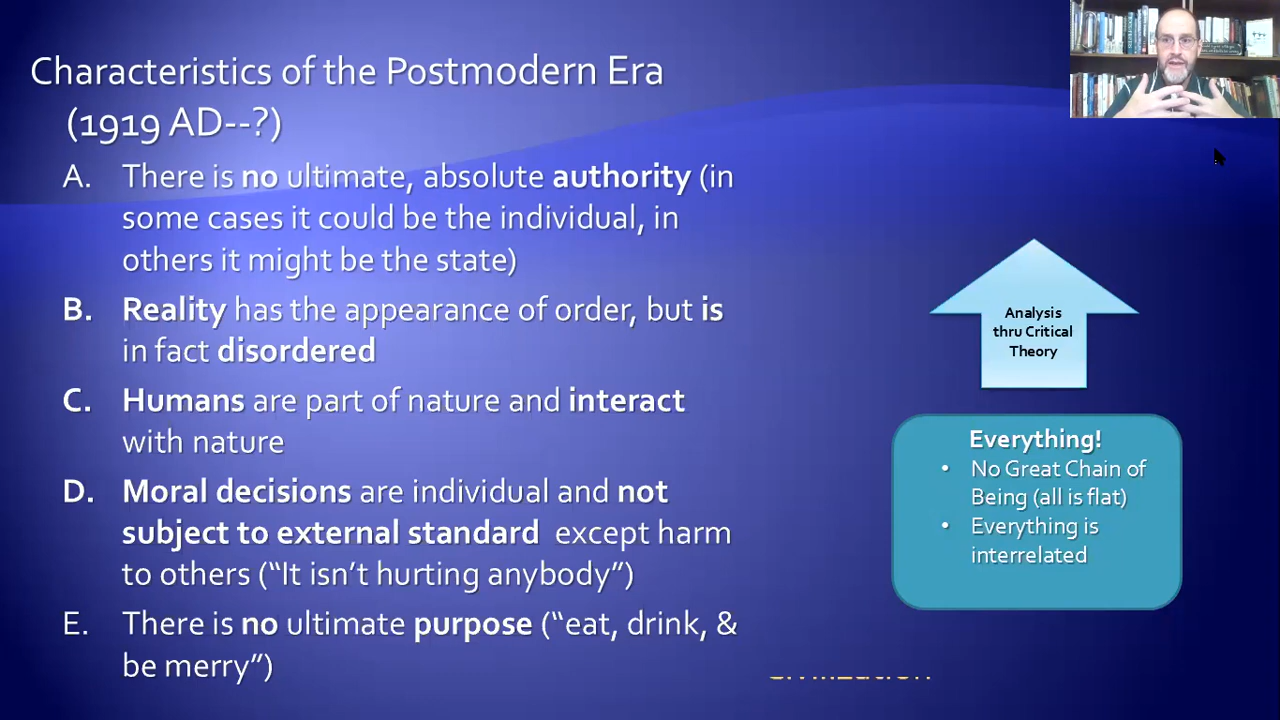 Characteristics of the Postmodern Era
(1919 AD--?)
A. There is no ultimate, absolute authority (in
some cases it could be the individual, in
others it might be the state)
B. Reality has the appearance of order, but is
in fact disordered
C. Humans are part of nature and interact
with nature
D. Moral decisions are individual and not
subject to external standard except harm
to others (“It isn’t hurting anybody”)
E. There is no ultimate purpose (“eat, drink, &
be merry”)
Analysis
thru Critical
Theory
Everything!
• No Great Chain of
Being (all is flat)
• Everything is
interrelated